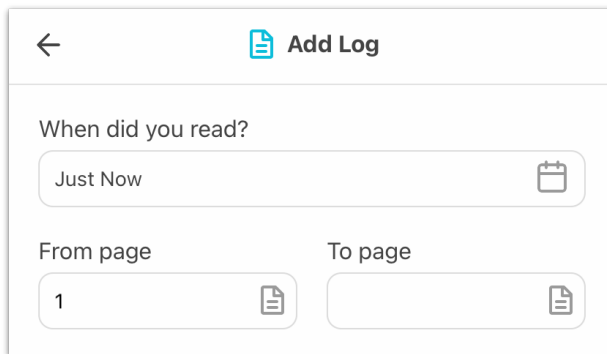 Add Log
When did you read?
Just Now
From page To page
1